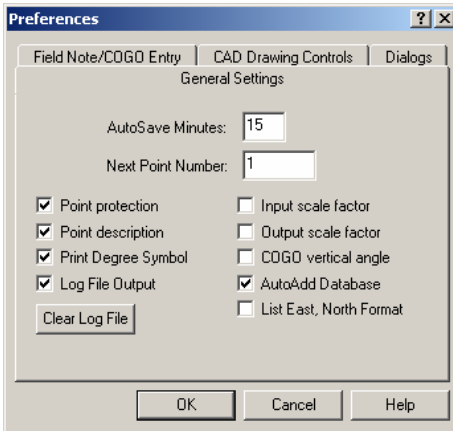 Preferences
Field Note/COGO Entry CAD Drawing Controls Dialogs
General Settings
AutoSave Minutes: 15
Next Point Number: 1
Point protection Input scale factor
Point description Output scale factor
Print Degree Symbol COGO vertical angle
Log File Output AutoAdd Database
Clear Log File List East, North Format
OK Cancel Help